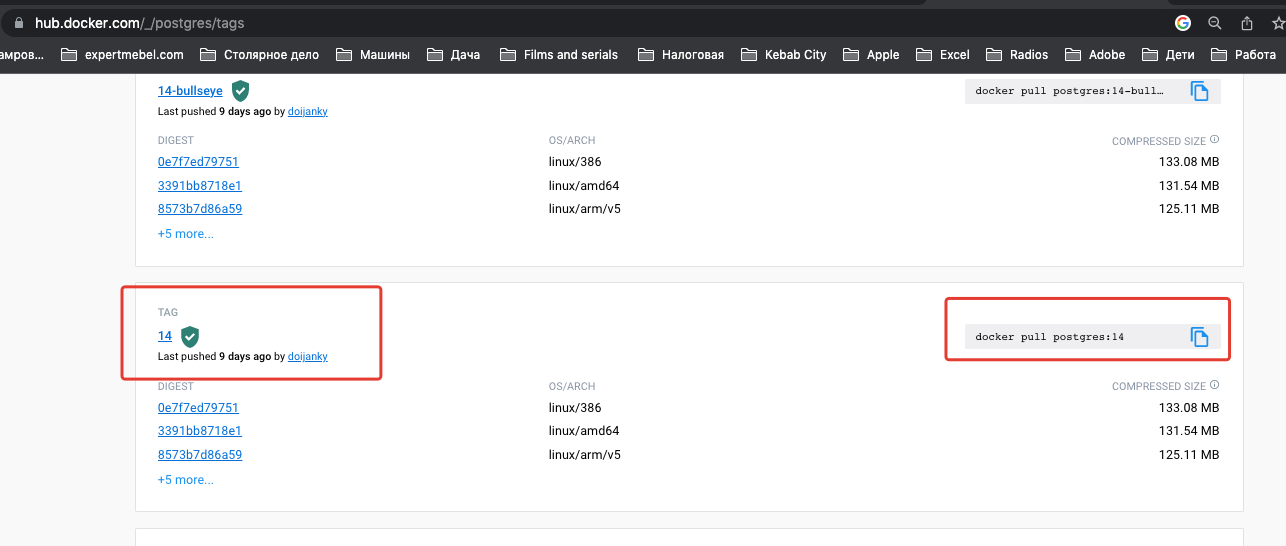 hub.docker.com/_/postgres/tags
амров... expertmebel.com Столярное дело Машины Дача Films and serials Налоговая Kebab City Apple Excel Radios Adobe Дети Работа
14-bullseye docker pull postgres:14-bull…
Last pushed 9 days ago by doijanky
DIGEST OS/ARCH COMPRESSED SIZE
0e7f7ed79751 linux/386 133.08 MB
3391bb8718e1 linux/amd64 131.54 MB
8573b7d86a59 linux/arm/v5 125.11 MB
+5 more...
TAG
14 docker pull postgres:14
Last pushed 9 days ago by doijanky
DIGEST OS/ARCH COMPRESSED SIZE
0e7f7ed79751 linux/386 133.08 MB
3391bb8718e1 linux/amd64 131.54 MB
8573b7d86a59 linux/arm/v5 125.11 MB
+5 more...